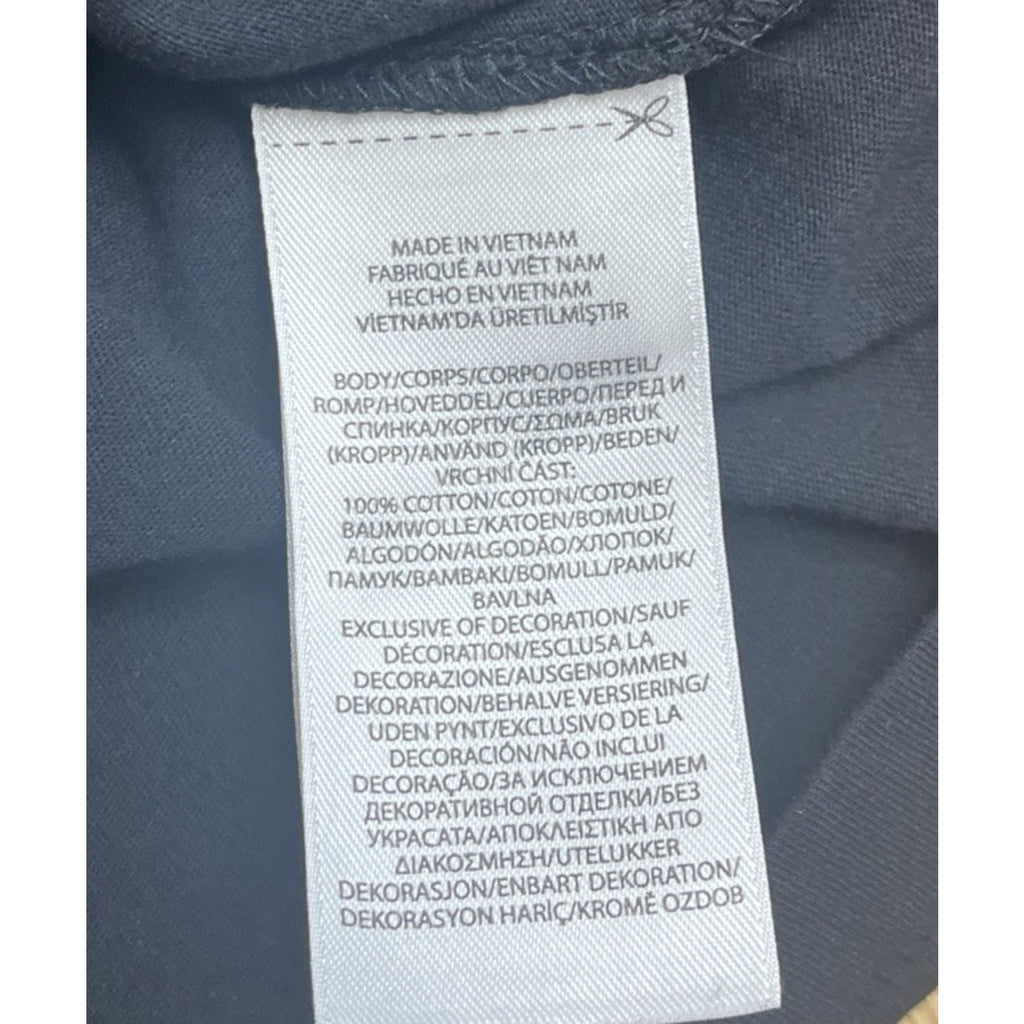 MADE IN VIETNAM
FABRIQUÉ AU VIÊT NAM
HECHO EN VIETNAM
VİETNAM'DA ÜRETİLMİŞTİR
BODY/CORPS/CORPO/OBERTEIL/
ROMP/HOVEDDEL/CUERPO/ПЕРЕД И
СПИНКА/КОРПУС/ΣΩΜΑ/BRUK
(KROPP)/ANVÄND (KROPP)/BEDEN/
VRCHNÍ ČÁST:
100% COTTON/COTON/COTONE/
BAUMWOLLE/KATOEN/BOMULD/
ALGODÓN/ALGODÃO/ХЛОПОК/
ПАМУК/ΒΑΜΒΑΚΙ/BOMULL/PAMUK/
BAVLNA
EXCLUSIVE OF DECORATION/SAUF
DÉCORATION/ESCLUSA LA
DECORAZIONE/AUSGENOMMEN
DEKORATION/BEHALVE VERSIERING/
UDEN PYNT/EXCLUSIVO DE LA
DECORACIÓN/NÃO INCLUI
DECORAÇÃO/ЗА ИСКЛЮЧЕНИЕМ
ДЕКОРАТИВНОЙ ОТДЕЛКИ/БЕЗ
УКРАСАТА/ΑΠΟΚΛΕΙΣΤΙΚΗ ΑΠΟ
ΔΙΑΚΟΣΜΗΣΗ/UTELUKKER
DEKORASJON/ENBART DEKORATION/
DEKORASYON HARİÇ/KROMĚ OZDOB